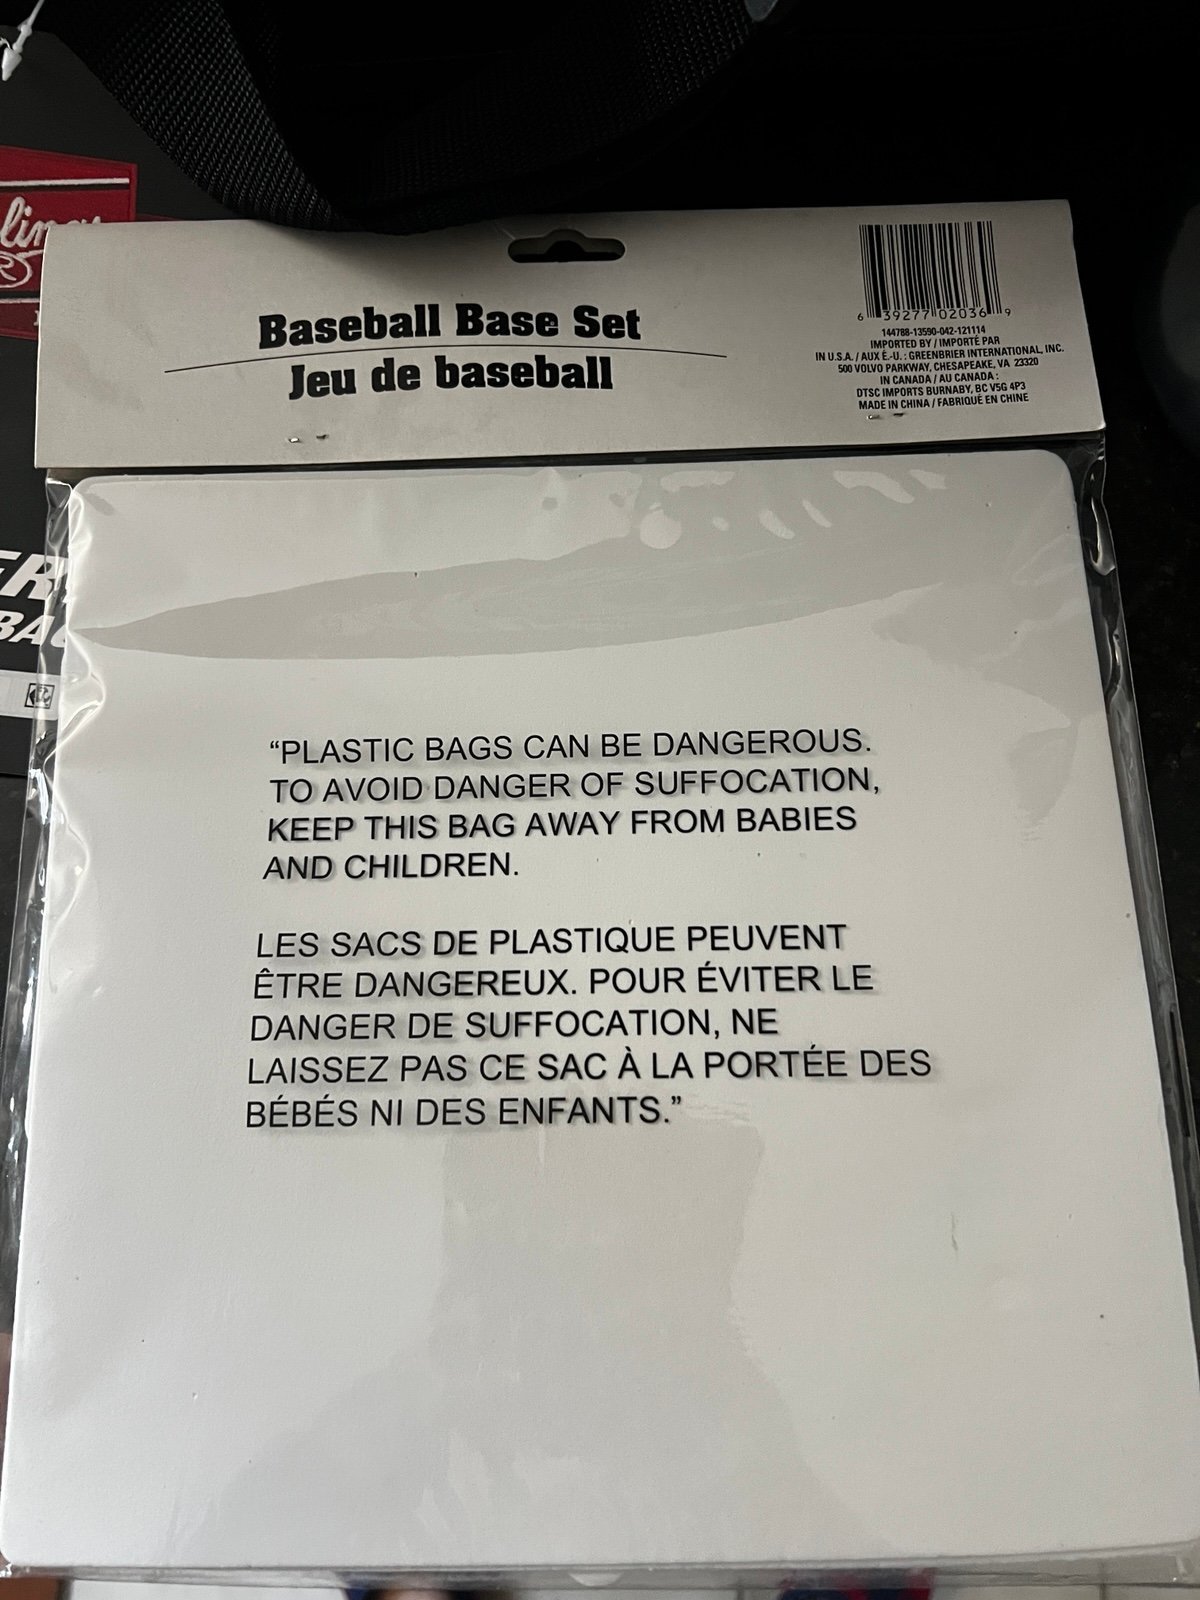 Baseball Base Set
Jeu de baseball
6 39277 02036 9
144788-13590-042-121114
IMPORTED BY / IMPORTÉ PAR
IN U.S.A. / AUX É.-U. : GREENBRIER INTERNATIONAL, INC.
500 VOLVO PARKWAY, CHESAPEAKE, VA 23320
IN CANADA / AU CANADA :
DTSC IMPORTS BURNABY, BC V5G 4P3
MADE IN CHINA / FABRIQUÉ EN CHINE
“PLASTIC BAGS CAN BE DANGEROUS.
TO AVOID DANGER OF SUFFOCATION,
KEEP THIS BAG AWAY FROM BABIES
AND CHILDREN.
LES SACS DE PLASTIQUE PEUVENT
ÊTRE DANGEREUX. POUR ÉVITER LE
DANGER DE SUFFOCATION, NE
LAISSEZ PAS CE SAC À LA PORTÉE DES
BÉBÉS NI DES ENFANTS.”